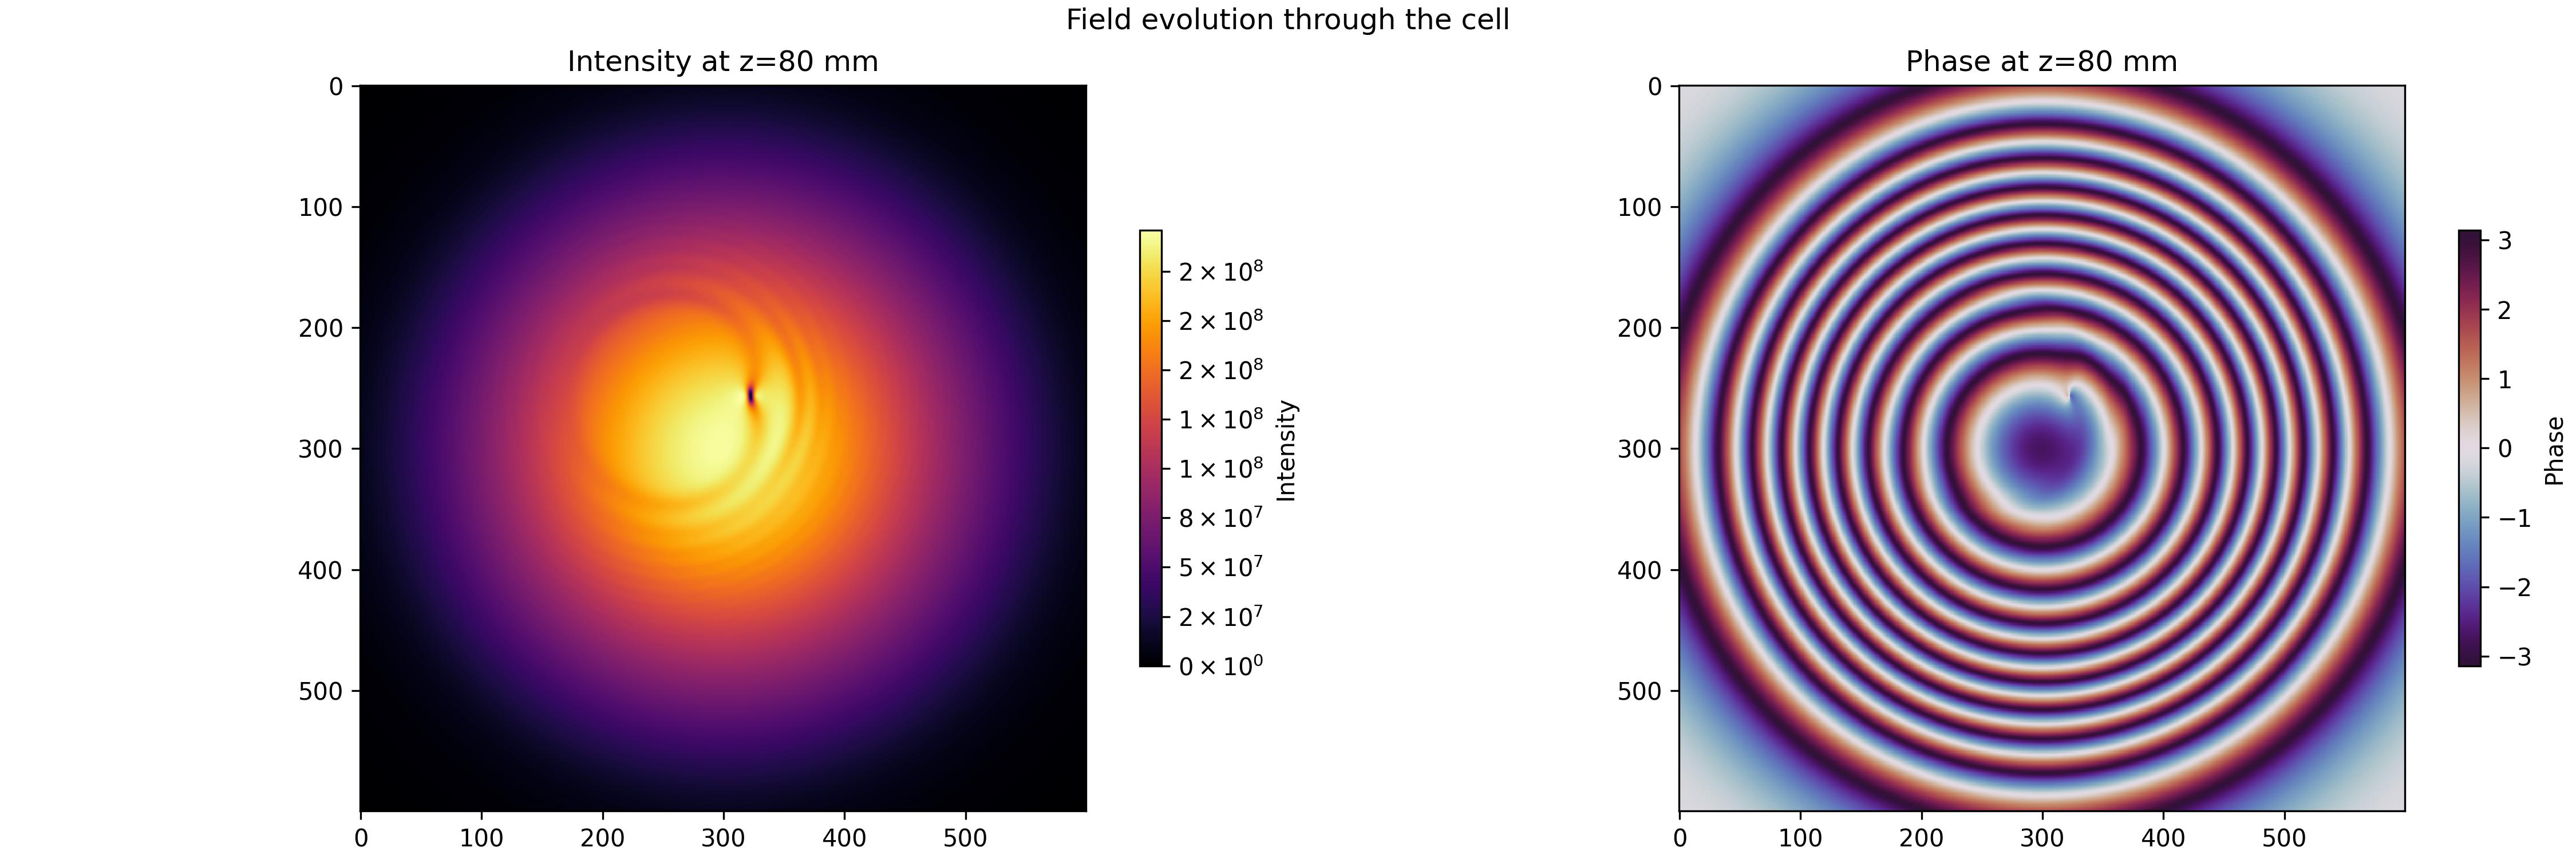 Field evolution through the cell
Intensity at z=80 mm
0
100
200
300
400
500
0 100 200 300 400 500
2 × 10⁸
2 × 10⁸
2 × 10⁸
1 × 10⁸
1 × 10⁸
8 × 10⁷
5 × 10⁷
2 × 10⁷
0 × 10⁰
Intensity
Phase at z=80 mm
0
100
200
300
400
500
0 100 200 300 400 500
3
2
1
0
−1
−2
−3
Phase